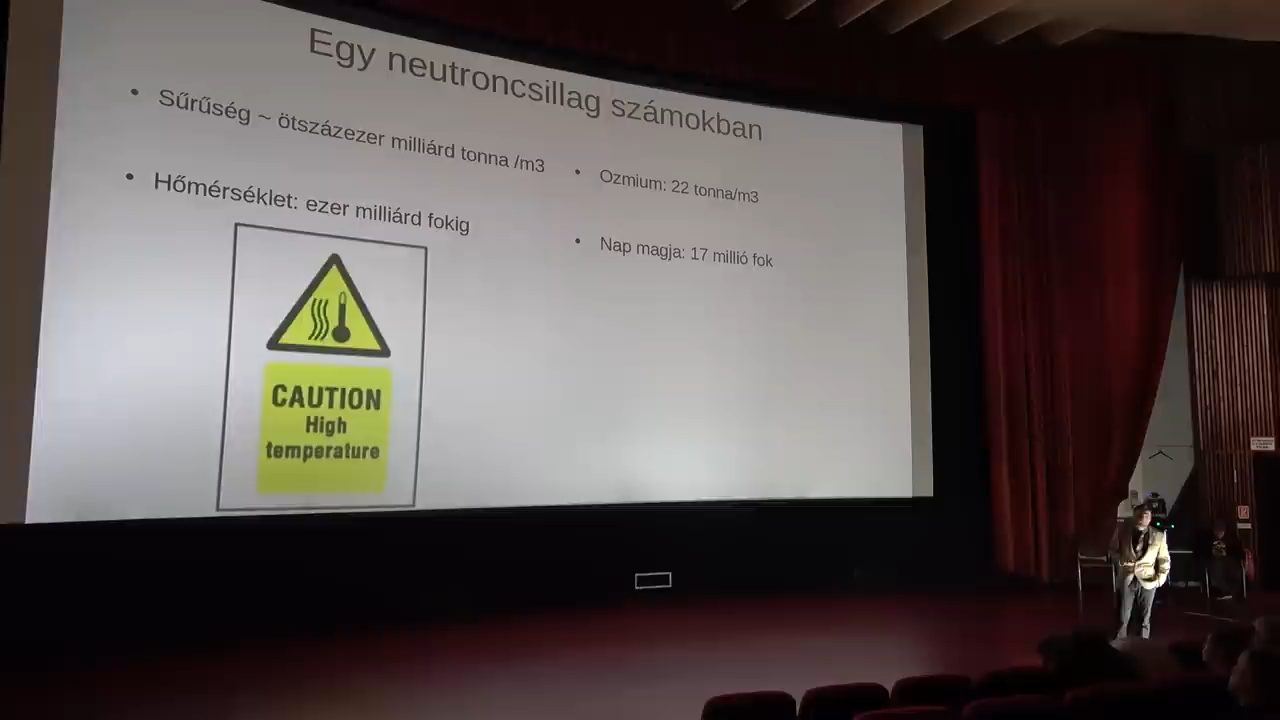 Egy neutroncsillag számokban
• Sűrűség ~ ötszázezer milliárd tonna /m3
• Hőmérséklet: ezer milliárd fokig
• Ozmium: 22 tonna/m3
• Nap magja: 17 millió fok
CAUTION
High
temperature